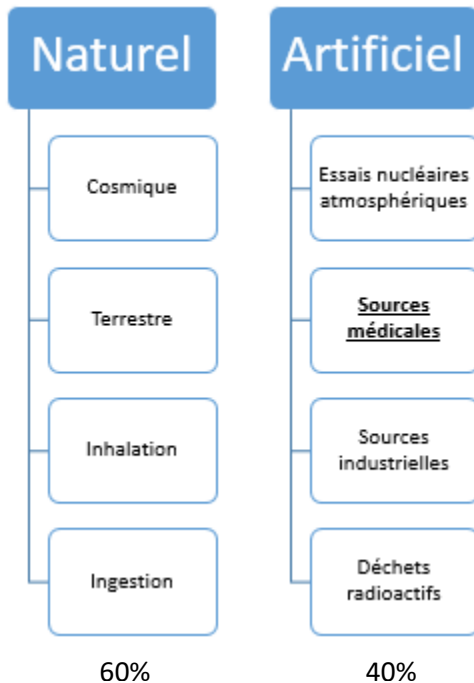 Naturel
Cosmique
Terrestre
Inhalation
Ingestion
60%
Artificiel
Essais nucléaires
atmosphériques
Sources
médicales
Sources
industrielles
Déchets
radioactifs
40%